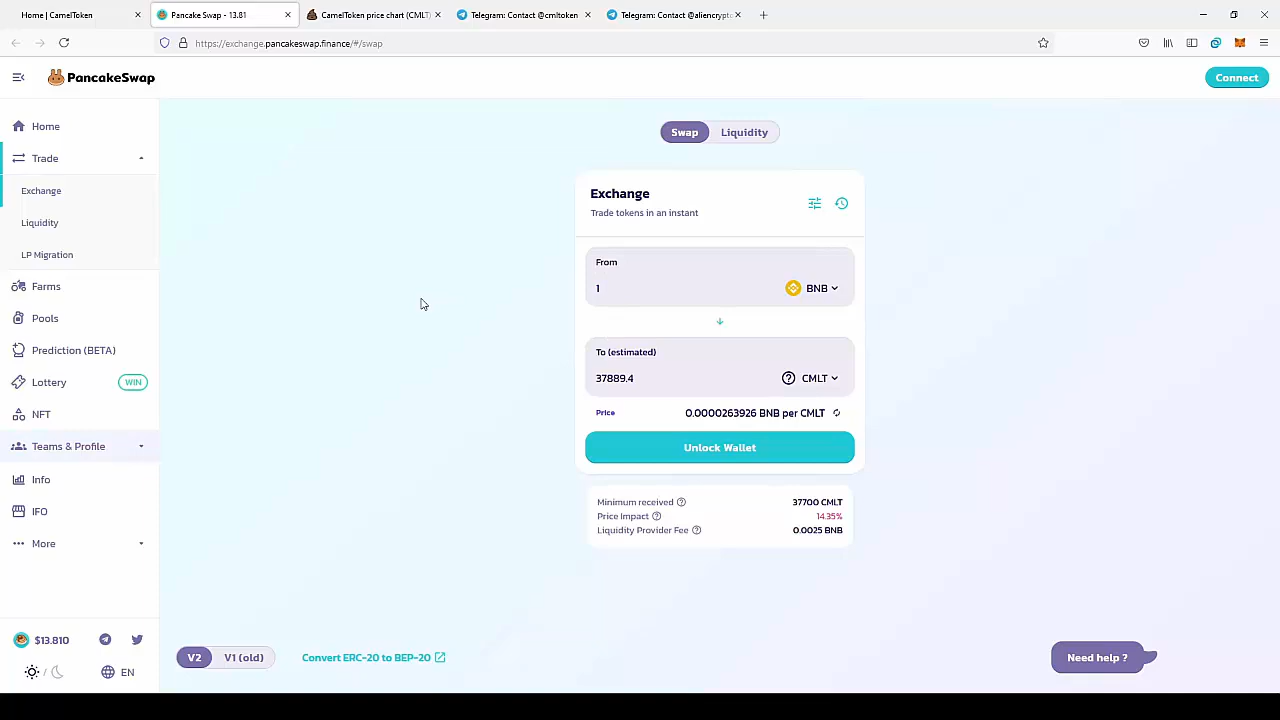 Home | CamelToken
Pancake Swap - 13.81
CamelToken price chart (CMLT)
Telegram: Contact @cmltoken
Telegram: Contact @aliencrypt
https://exchange.pancakeswap.finance/#/swap
PancakeSwap
Connect
Home
Trade
Exchange
Liquidity
LP Migration
Farms
Pools
Prediction (BETA)
Lottery
WIN
NFT
Teams & Profile
Info
IFO
More
$13.810
/
EN
Swap
Liquidity
Exchange
Trade tokens in an instant
From
1
BNB
To (estimated)
37889.4
CMLT
Price
0.0000263926 BNB per CMLT
Unlock Wallet
Minimum received
37700 CMLT
Price Impact
14.35%
Liquidity Provider Fee
0.0025 BNB
V2
V1 (old)
Convert ERC-20 to BEP-20
Need help ?